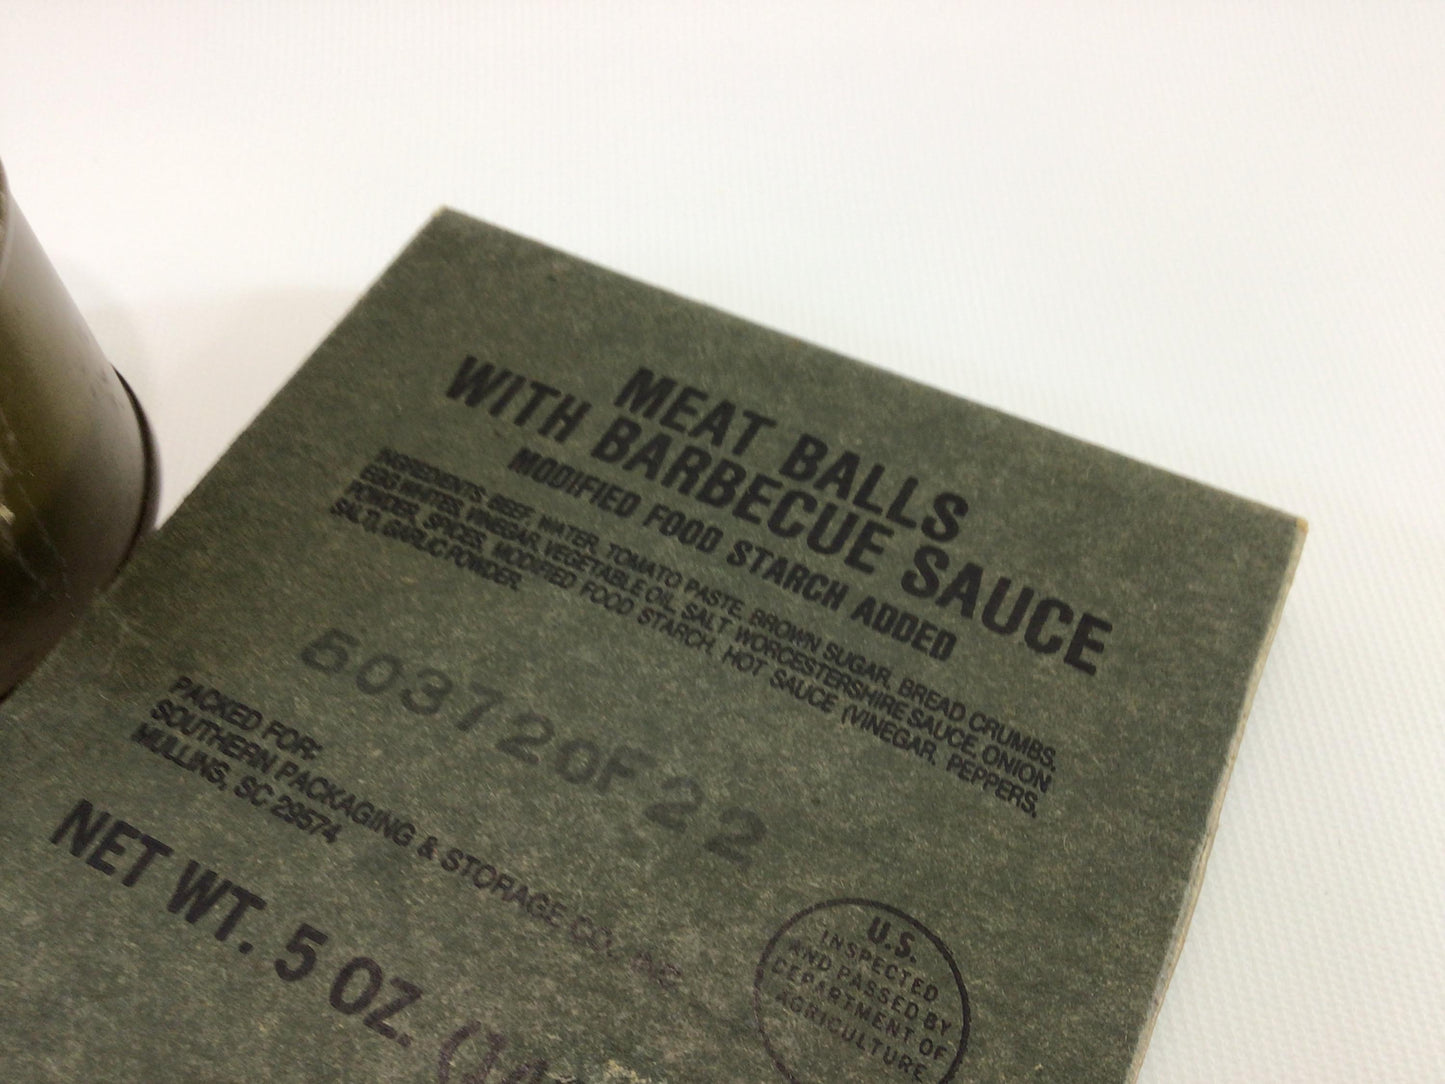 MEAT BALLS
WITH BARBECUE SAUCE
MODIFIED FOOD STARCH ADDED
INGREDIENTS: BEEF, WATER, TOMATO PASTE, BROWN SUGAR, BREAD CRUMBS,
EGG WHITES, VINEGAR, VEGETABLE OIL, SALT, WORCESTERSHIRE SAUCE, ONION
POWDER, SPICES, MODIFIED FOOD STARCH, HOT SAUCE (VINEGAR, PEPPERS,
SALT), GARLIC POWDER.
503720F22
PACKED FOR:
SOUTHERN PACKAGING & STORAGE CO., INC
MULLINS, SC 29574
NET WT. 5 OZ.
U.S.
INSPECTED
AND PASSED BY
DEPARTMENT OF
AGRICULTURE